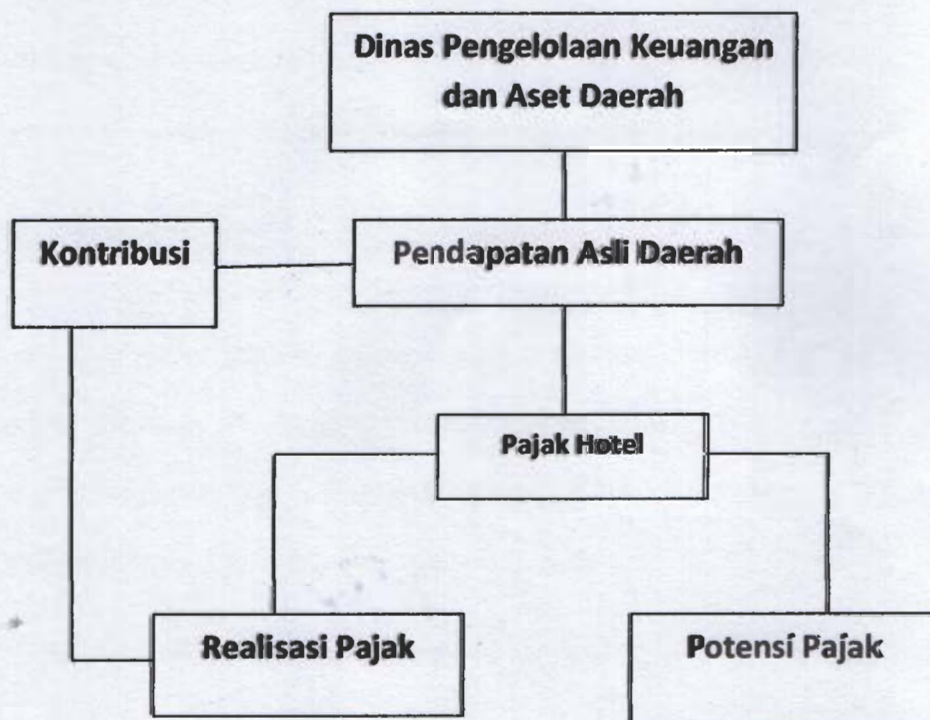 Dinas Pengelolaan Keuangan
dan Aset Daerah
Kontribusi
Pendapatan Asli Daerah
Pajak Hotel
Realisasi Pajak
Potensi Pajak